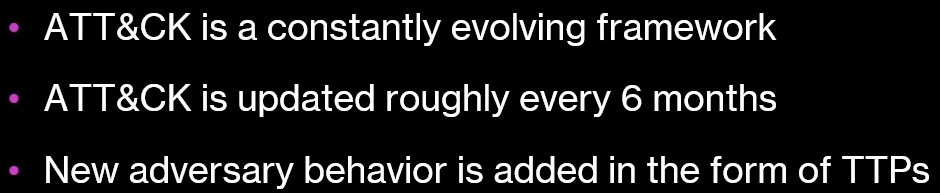 • ATT&CK is a constantly evolving framework
• ATT&CK is updated roughly every 6 months
• New adversary behavior is added in the form of TTPs